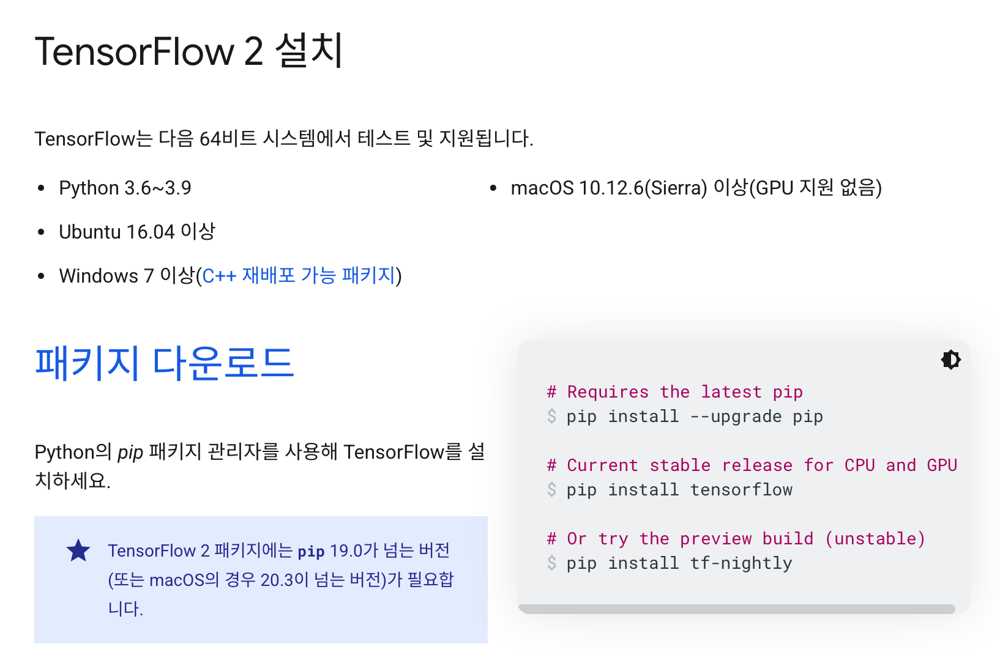 TensorFlow 2 설치
TensorFlow는 다음 64비트 시스템에서 테스트 및 지원됩니다.
• Python 3.6~3.9
• Ubuntu 16.04 이상
• Windows 7 이상(C++ 재배포 가능 패키지)
• macOS 10.12.6(Sierra) 이상(GPU 지원 없음)
패키지 다운로드
Python의 pip 패키지 관리자를 사용해 TensorFlow를 설
치하세요.
TensorFlow 2 패키지에는 pip 19.0가 넘는 버전
(또는 macOS의 경우 20.3이 넘는 버전)가 필요합
니다.
# Requires the latest pip
$ pip install --upgrade pip
# Current stable release for CPU and GPU
$ pip install tensorflow
# Or try the preview build (unstable)
$ pip install tf-nightly